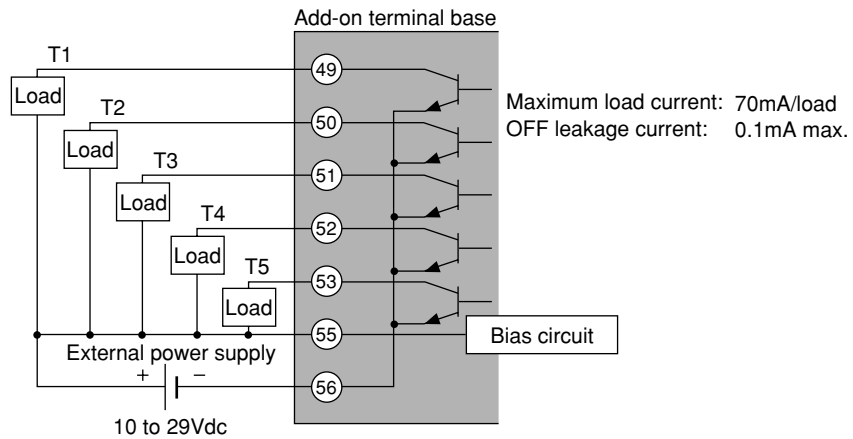 Add-on terminal base
T1
Load
49
T2
Load
50
T3
Load
51
T4
Load
52
T5
Load
53
55
Bias circuit
External power supply
+ −
56
10 to 29Vdc
Maximum load current: 70mA/load
OFF leakage current: 0.1mA max.